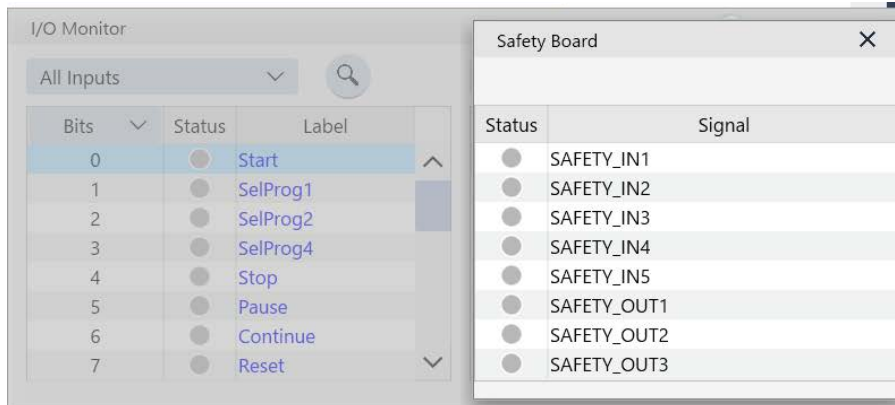 I/O Monitor
All Inputs
Bits Status Label
0 Start
1 SelProg1
2 SelProg2
3 SelProg4
4 Stop
5 Pause
6 Continue
7 Reset
Safety Board
Status Signal
SAFETY_IN1
SAFETY_IN2
SAFETY_IN3
SAFETY_IN4
SAFETY_IN5
SAFETY_OUT1
SAFETY_OUT2
SAFETY_OUT3